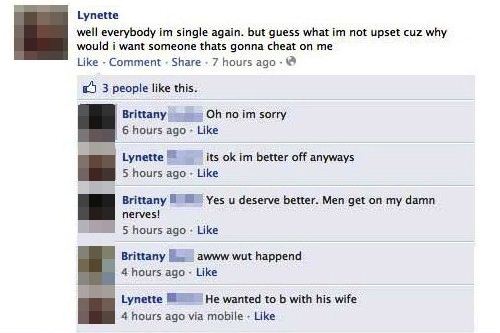 Lynette
well everybody im single again. but guess what im not upset cuz why
would i want someone thats gonna cheat on me
Like · Comment · Share · 7 hours ago ·
3 people like this.
Brittany Oh no im sorry
6 hours ago · Like
Lynette its ok im better off anyways
5 hours ago · Like
Brittany Yes u deserve better. Men get on my damn
nerves!
5 hours ago · Like
Brittany awww wut happend
4 hours ago · Like
Lynette He wanted to b with his wife
4 hours ago via mobile · Like